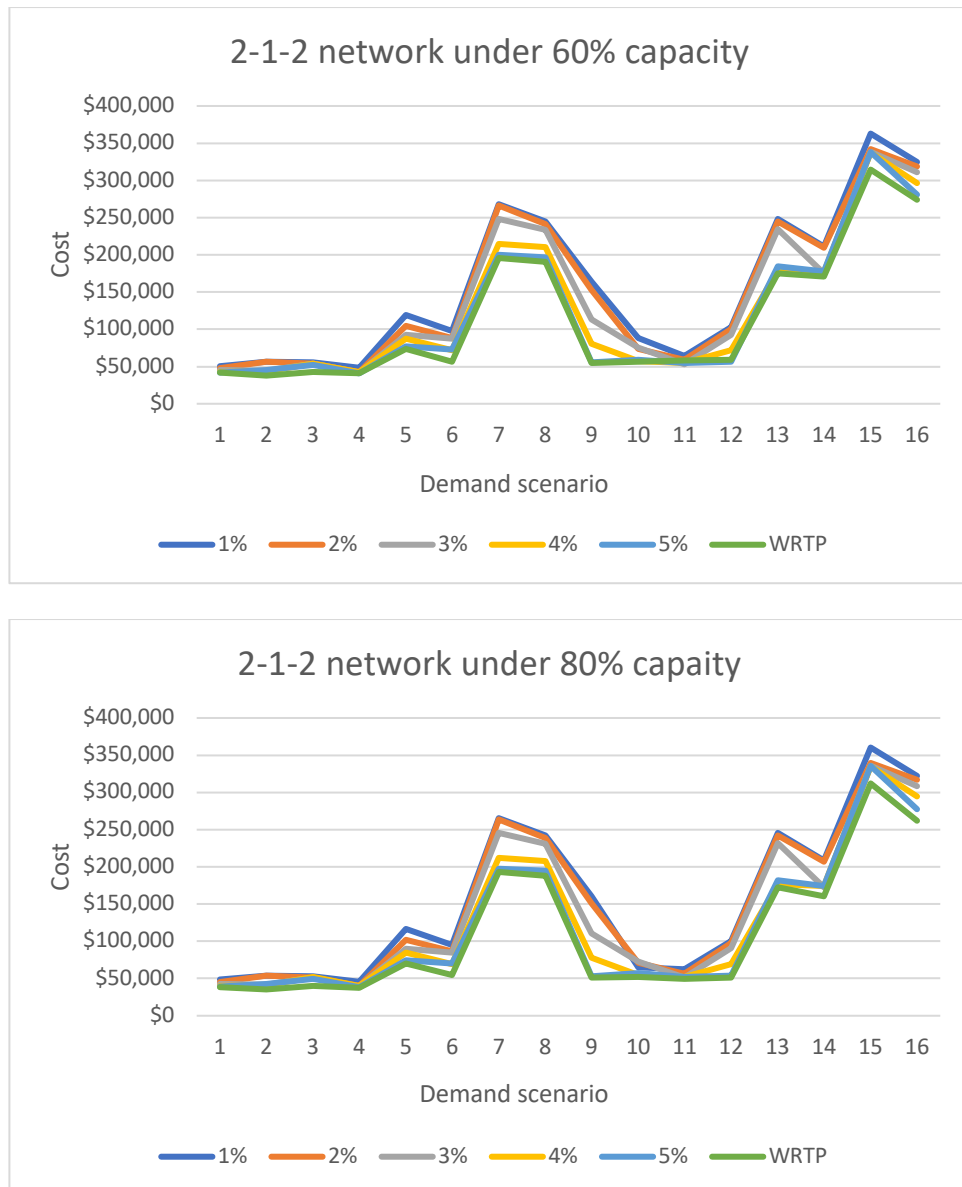 2-1-2 network under 60% capacity
$400,000
$350,000
$300,000
$250,000
$200,000
$150,000
$100,000
$50,000
$0
Cost
1 2 3 4 5 6 7 8 9 10 11 12 13 14 15 16
Demand scenario
1% 2% 3% 4% 5% WRTP
2-1-2 network under 80% capaity
$400,000
$350,000
$300,000
$250,000
$200,000
$150,000
$100,000
$50,000
$0
Cost
1 2 3 4 5 6 7 8 9 10 11 12 13 14 15 16
Demand scenario
1% 2% 3% 4% 5% WRTP